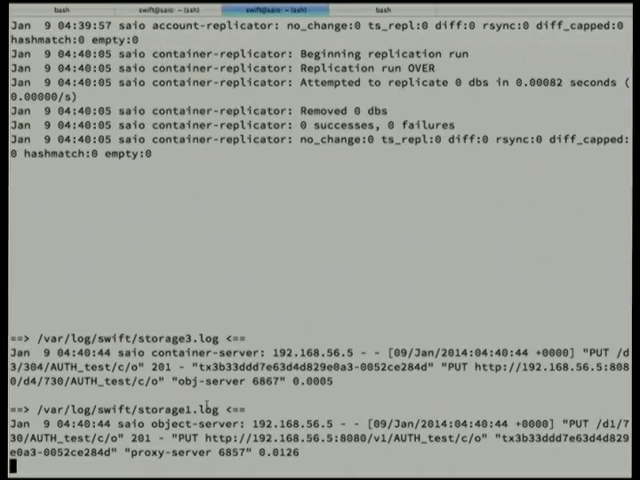 bash swift@saio: ~ (ssh) swift@saio: ~ (ssh) bash
Jan  9 04:39:57 saio account-replicator: no_change:0 ts_repl:0 diff:0 rsync:0 diff_capped:0
hashmatch:0 empty:0
Jan  9 04:40:05 saio container-replicator: Beginning replication run
Jan  9 04:40:05 saio container-replicator: Replication run OVER
Jan  9 04:40:05 saio container-replicator: Attempted to replicate 0 dbs in 0.00082 seconds (
0.00000/s)
Jan  9 04:40:05 saio container-replicator: Removed 0 dbs
Jan  9 04:40:05 saio container-replicator: 0 successes, 0 failures
Jan  9 04:40:05 saio container-replicator: no_change:0 ts_repl:0 diff:0 rsync:0 diff_capped:
0 hashmatch:0 empty:0
==> /var/log/swift/storage3.log <==
Jan  9 04:40:44 saio container-server: 192.168.56.5 - - [09/Jan/2014:04:40:44 +0000] "PUT /d
3/304/AUTH_test/c/o" 201 - "tx3b33ddd7e63d4d829e0a3-0052ce284d" "PUT http://192.168.56.5:808
0/d4/730/AUTH_test/c/o" "obj-server 6867" 0.0005
==> /var/log/swift/storage1.log <==
Jan  9 04:40:44 saio object-server: 192.168.56.5 - - [09/Jan/2014:04:40:44 +0000] "PUT /d1/7
30/AUTH_test/c/o" 201 - "PUT http://192.168.56.5:8080/v1/AUTH_test/c/o" "tx3b33ddd7e63d4d829
e0a3-0052ce284d" "proxy-server 6857" 0.0126